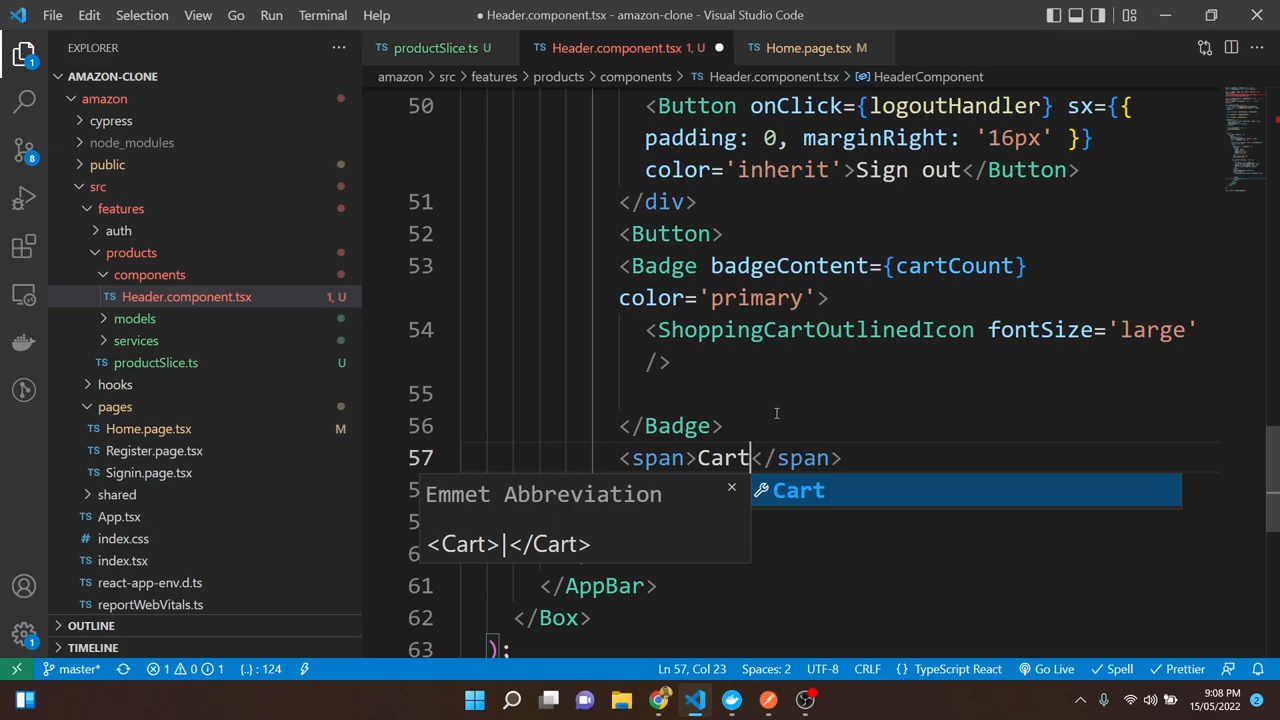 File Edit Selection View Go Run Terminal Help
● Header.component.tsx - amazon-clone - Visual Studio Code
EXPLORER
productSlice.ts U
Header.component.tsx 1, U
Home.page.tsx M
AMAZON-CLONE
amazon > src > features > products > components > Header.component.tsx > HeaderComponent
amazon
cypress
node_modules
public
src
features
auth
products
components
Header.component.tsx 1, U
models
services
productSlice.ts U
hooks
pages
Home.page.tsx M
Register.page.tsx
Signin.page.tsx
shared
App.tsx
index.css
index.tsx
react-app-env.d.ts
reportWebVitals.ts
OUTLINE
TIMELINE
50 <Button onClick={logoutHandler} sx={{
padding: 0, marginRight: '16px' }}
color='inherit'>Sign out</Button>
51 </div>
52 <Button>
53 <Badge badgeContent={cartCount}
color='primary'>
54 <ShoppingCartOutlinedIcon fontSize='large'
/>
55
56 </Badge>
57 <span>Cart</span>
Emmet Abbreviation
<Cart>|</Cart>
Cart
61 </AppBar>
62 </Box>
63 );
1
8
1
master* 1 0 1 {..} : 124 Ln 57, Col 23 Spaces: 2 UTF-8 CRLF {} TypeScript React Go Live Spell Prettier
9:08 PM
15/05/2022
2